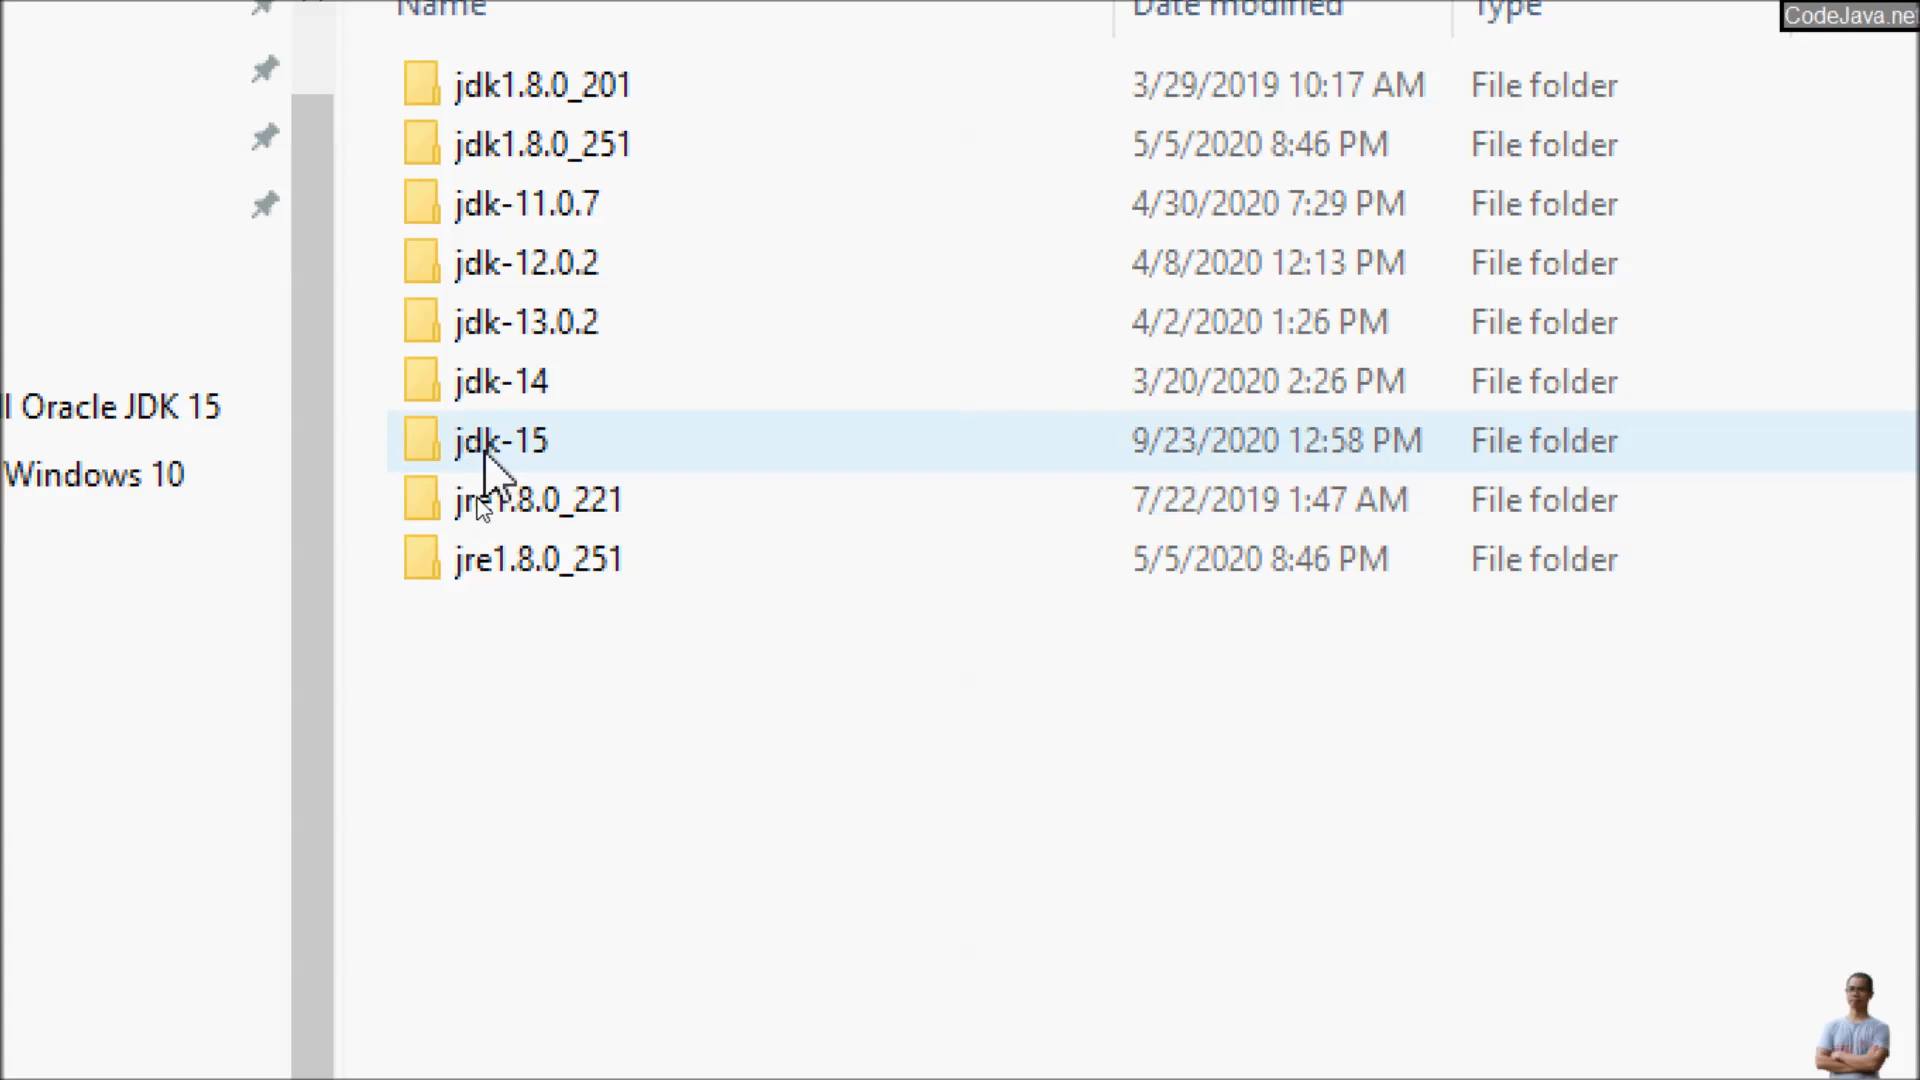 Name Date modified Type
CodeJava.net
jdk1.8.0_201 3/29/2019 10:17 AM File folder
jdk1.8.0_251 5/5/2020 8:46 PM File folder
jdk-11.0.7 4/30/2020 7:29 PM File folder
jdk-12.0.2 4/8/2020 12:13 PM File folder
jdk-13.0.2 4/2/2020 1:26 PM File folder
jdk-14 3/20/2020 2:26 PM File folder
l Oracle JDK 15
jdk-15 9/23/2020 12:58 PM File folder
Windows 10
jre1.8.0_221 7/22/2019 1:47 AM File folder
jre1.8.0_251 5/5/2020 8:46 PM File folder